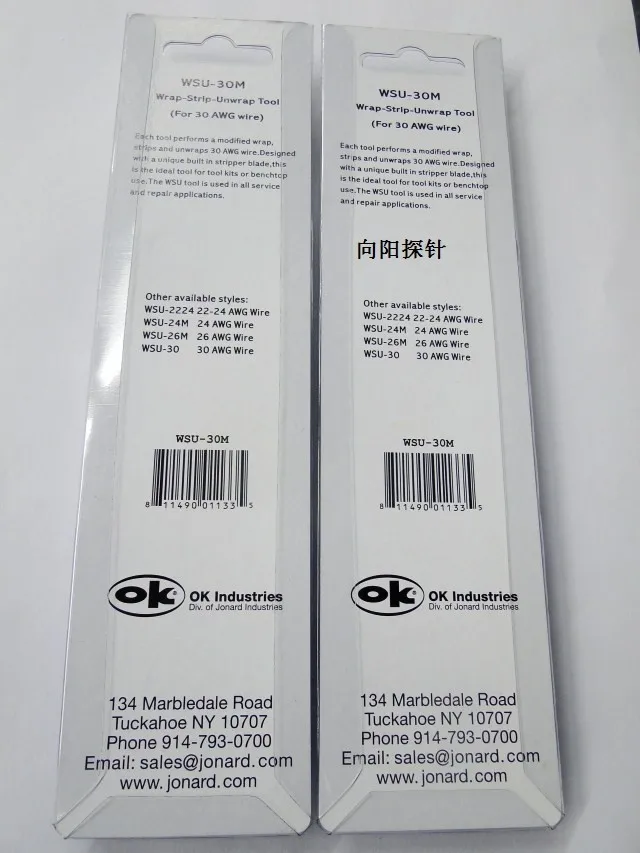 WSU-30M
Wrap-Strip-Unwrap Tool
(For 30 AWG wire)
Each tool performs a modified wrap,
strips and unwraps 30 AWG wire.Designed
with a unique built in stripper blade,this
is the ideal tool for tool kits or benchtop
use.The WSU tool is used in all service
and repair applications.
Other available styles:
WSU-2224 22-24 AWG Wire
WSU-24M 24 AWG Wire
WSU-26M 26 AWG Wire
WSU-30 30 AWG Wire
WSU-30M
8 11490 01133 5
ok
OK Industries
Div. of Jonard Industries
134 Marbledale Road
Tuckahoe NY 10707
Phone 914-793-0700
Email: sales@jonard.com
www.jonard.com
WSU-30M
Wrap-Strip-Unwrap Tool
(For 30 AWG wire)
Each tool performs a modified wrap,
strips and unwraps 30 AWG wire.Designed
with a unique built in stripper blade,this
is the ideal tool for tool kits or benchtop
use.The WSU tool is used in all service
and repair applications.
向阳探针
Other available styles:
WSU-2224 22-24 AWG Wire
WSU-24M 24 AWG Wire
WSU-26M 26 AWG Wire
WSU-30 30 AWG Wire
WSU-30M
8 11490 01133 5
ok
OK Industries
Div. of Jonard Industries
134 Marbledale Road
Tuckahoe NY 10707
Phone 914-793-0700
Email: sales@jonard.com
www.jonard.com